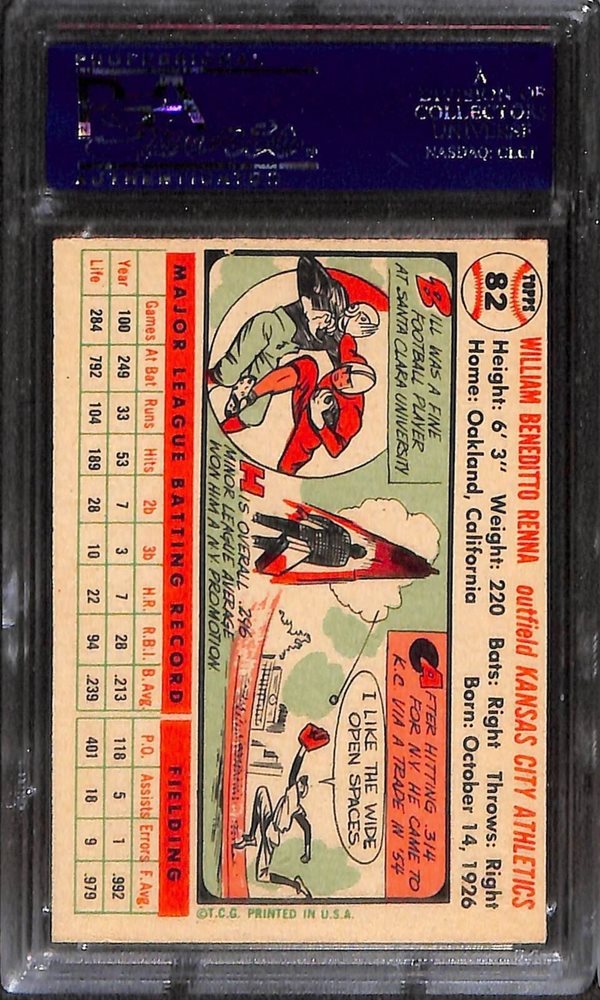 PROFESSIONAL
AUTHENTICATOR
A
DIVISION OF
COLLECTORS
UNIVERSE
NASDAQ: CLCT
TOPPS
82
WILLIAM BENEDITTO RENNA outfield KANSAS CITY ATHLETICS
Height: 6' 3" Weight: 220 Bats: Right Throws: Right
Home: Oakland, California Born: October 14, 1926
BILL WAS A FINE
FOOTBALL PLAYER
AT SANTA CLARA UNIVERSITY
HIS OVERALL .296
MINOR LEAGUE AVERAGE
WON HIM A N.Y. PROMOTION.
AFTER HITTING .314
FOR N.Y. HE CAME TO
K.C. VIA A TRADE IN '54
I LIKE THE WIDE
OPEN SPACES
MAJOR LEAGUE BATTING RECORD FIELDING
Games At Bat Runs Hits 2b 3b H.R. R.B.I. B. Avg. P.O. Assists Errors F. Avg.
Year 100 249 33 53 7 3 7 28 .213 118 5 1 .992
Life 284 792 104 189 28 10 22 94 .239 401 18 9 .979
©T.C.G. PRINTED IN U.S.A.